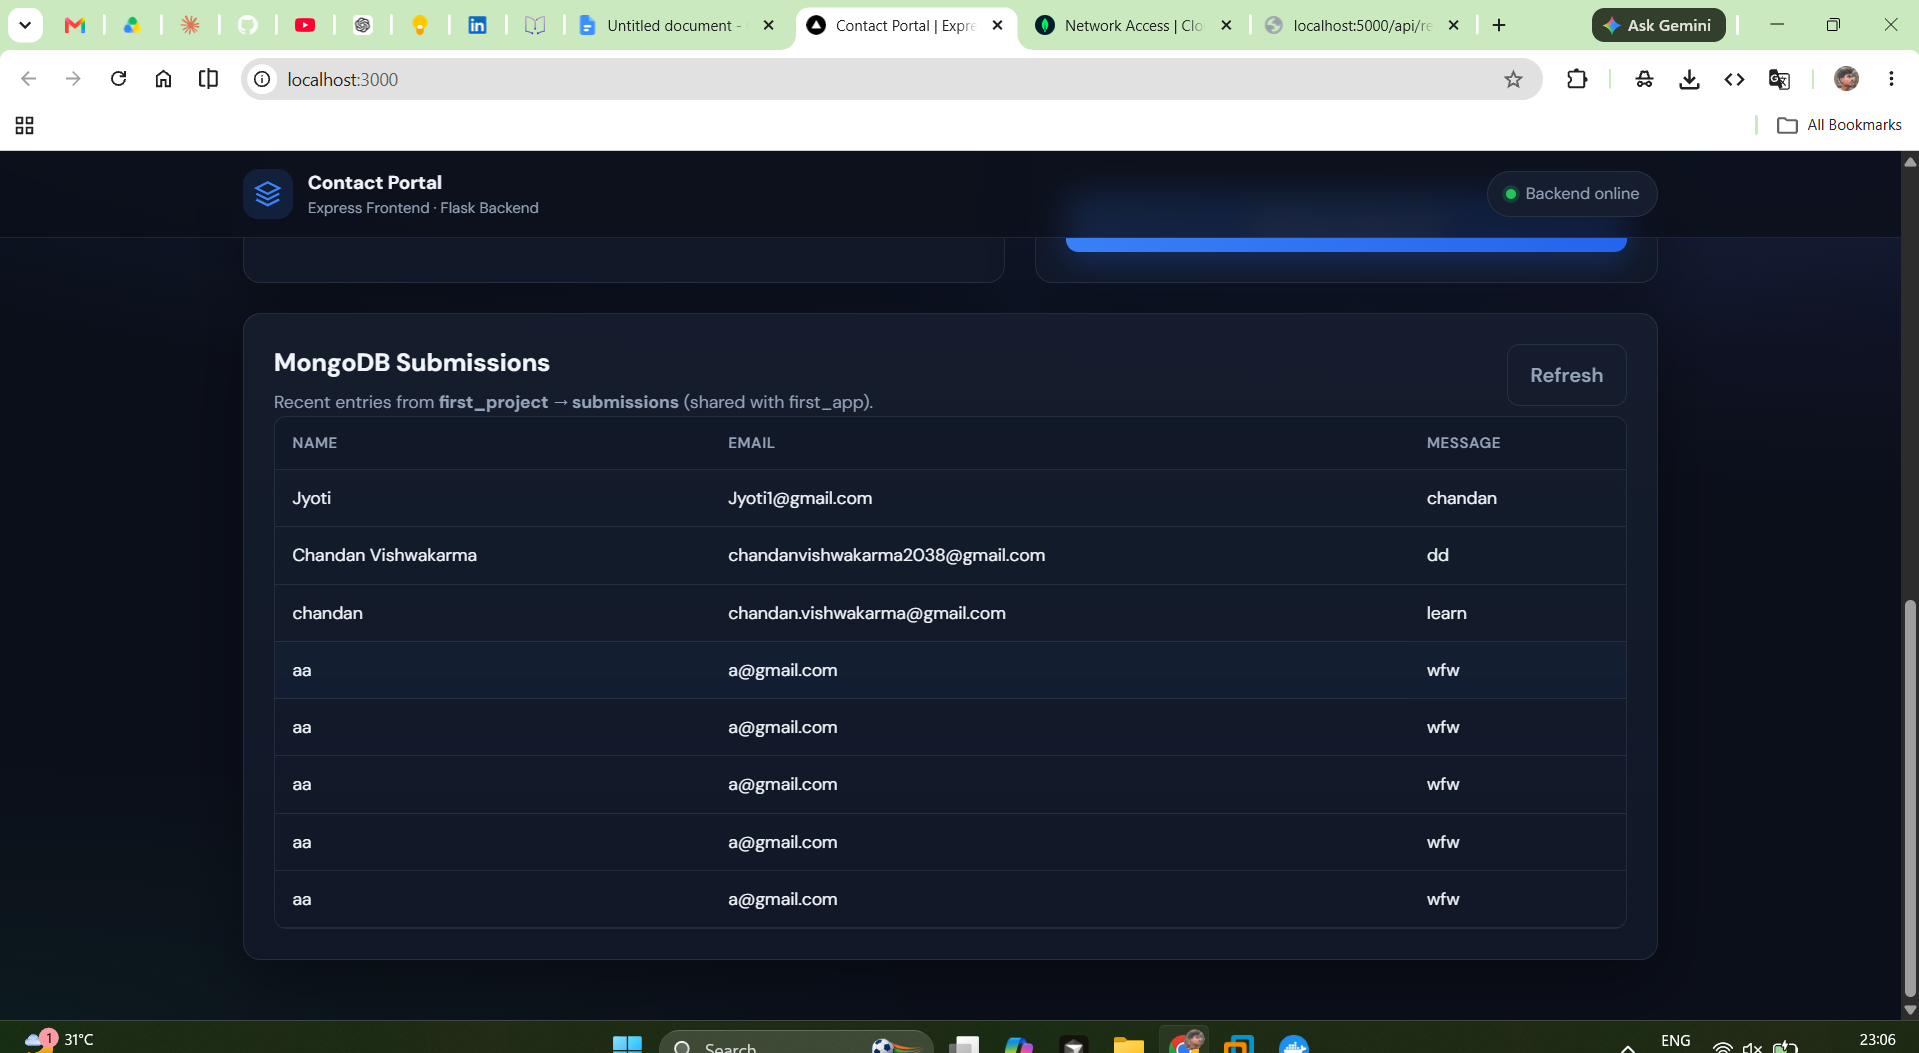 Untitled document -
Contact Portal | Expre
Network Access | Clo
localhost:5000/api/re
Ask Gemini
localhost:3000
All Bookmarks
Contact Portal
Express Frontend · Flask Backend
Backend online
MongoDB Submissions
Recent entries from first_project → submissions (shared with first_app).
Refresh
NAME EMAIL MESSAGE
Jyoti Jyoti1@gmail.com chandan
Chandan Vishwakarma chandanvishwakarma2038@gmail.com dd
chandan chandan.vishwakarma@gmail.com learn
aa a@gmail.com wfw
aa a@gmail.com wfw
aa a@gmail.com wfw
aa a@gmail.com wfw
aa a@gmail.com wfw
1 31°C
Search
ENG
23:06